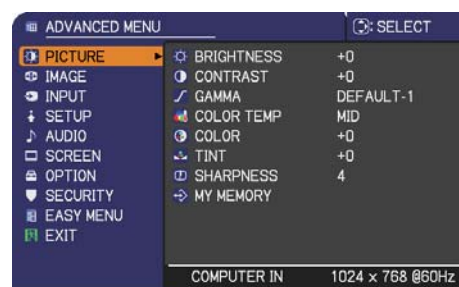 ADVANCED MENU : SELECT
PICTURE
IMAGE
INPUT
SETUP
AUDIO
SCREEN
OPTION
SECURITY
EASY MENU
EXIT
BRIGHTNESS +0
CONTRAST +0
GAMMA DEFAULT-1
COLOR TEMP MID
COLOR +0
TINT +0
SHARPNESS 4
MY MEMORY
COMPUTER IN 1024 x 768 @60Hz